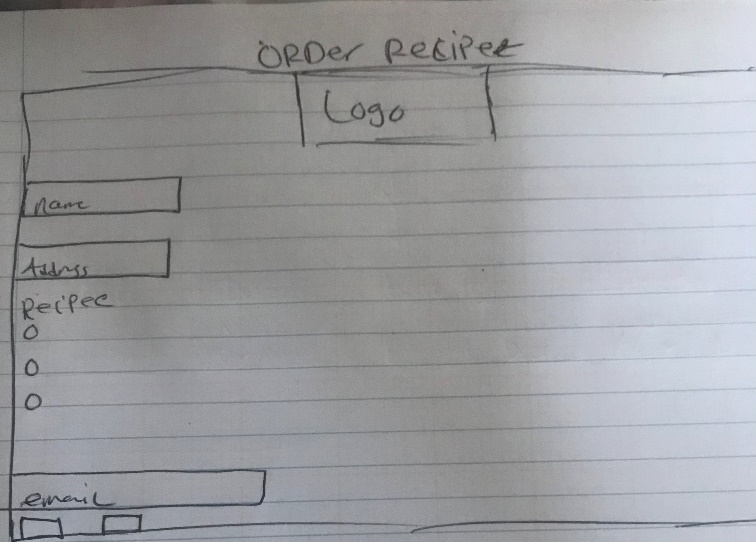 ORDer Recipee
Logo
name
Address
Recipee
email